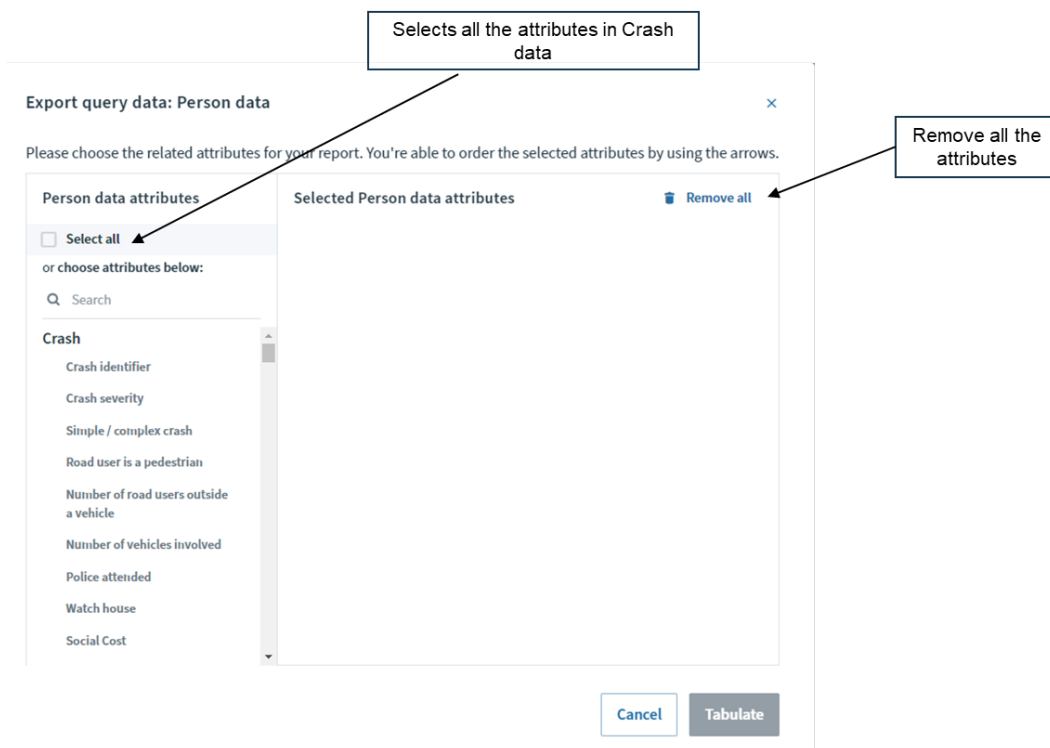 Selects all the attributes in Crash
data
Export query data: Person data
×
Remove all the
attributes
Please choose the related attributes for your report. You're able to order the selected attributes by using the arrows.
Person data attributes
Selected Person data attributes
Remove all
Select all
or choose attributes below:
Search
Crash
Crash identifier
Crash severity
Simple / complex crash
Road user is a pedestrian
Number of road users outside
a vehicle
Number of vehicles involved
Police attended
Watch house
Social Cost
Cancel
Tabulate